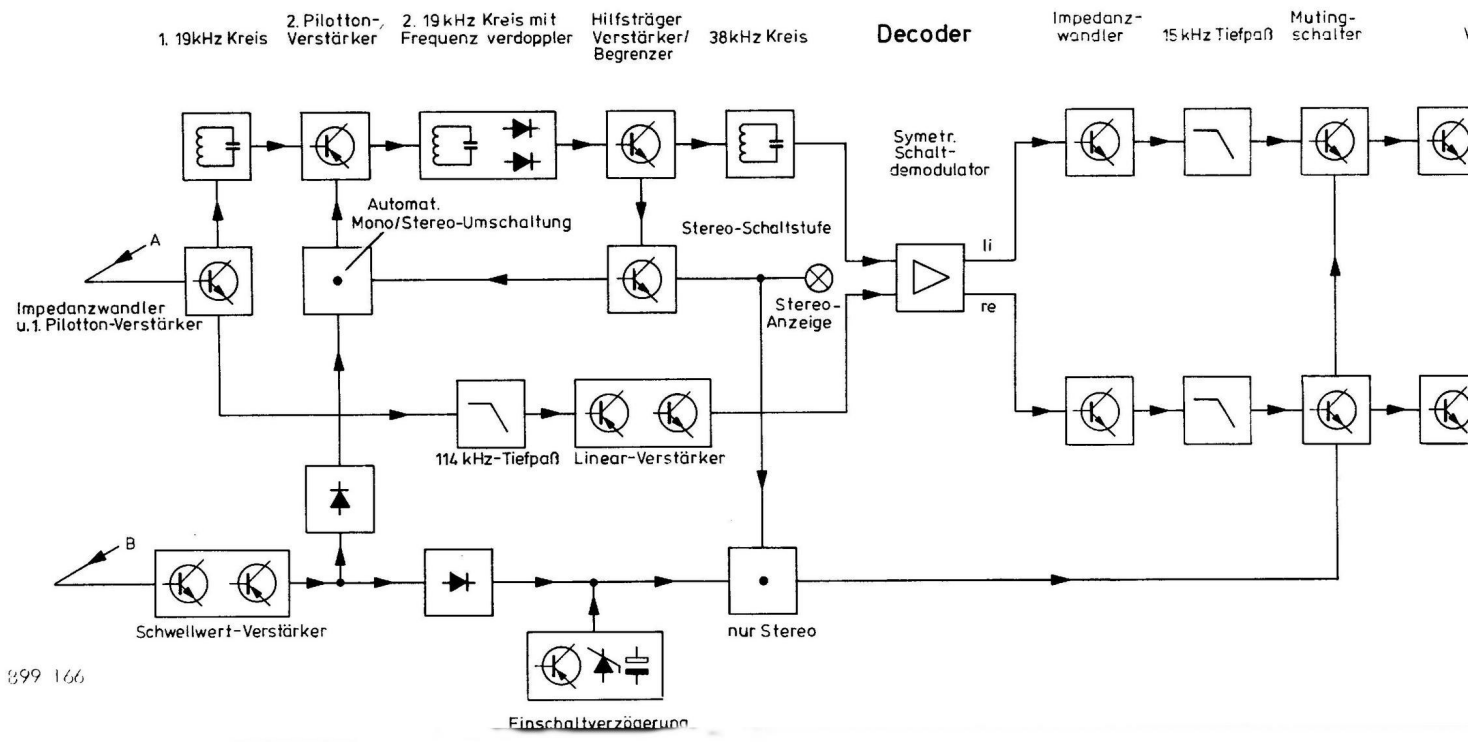 1. 19kHz Kreis
2. Pilotton-
Verstärker
2. 19kHz Kreis mit
Frequenz verdoppler
Hilfsträger
Verstärker/
Begrenzer
38kHz Kreis
Decoder
Impedanz-
wandler
15kHz Tiefpaß
Muting-
schalter
V
Symetr.
Schalt-
demodulator
Automat.
Mono/Stereo-Umschaltung
A
Stereo-Schaltstufe
li
Impedanzwandler
u.1. Pilotton-Verstärker
Stereo-
Anzeige
re
114 kHz-Tiefpaß
Linear-Verstärker
B
Schwellwert-Verstärker
nur Stereo
899 166
Einschaltverzögerung